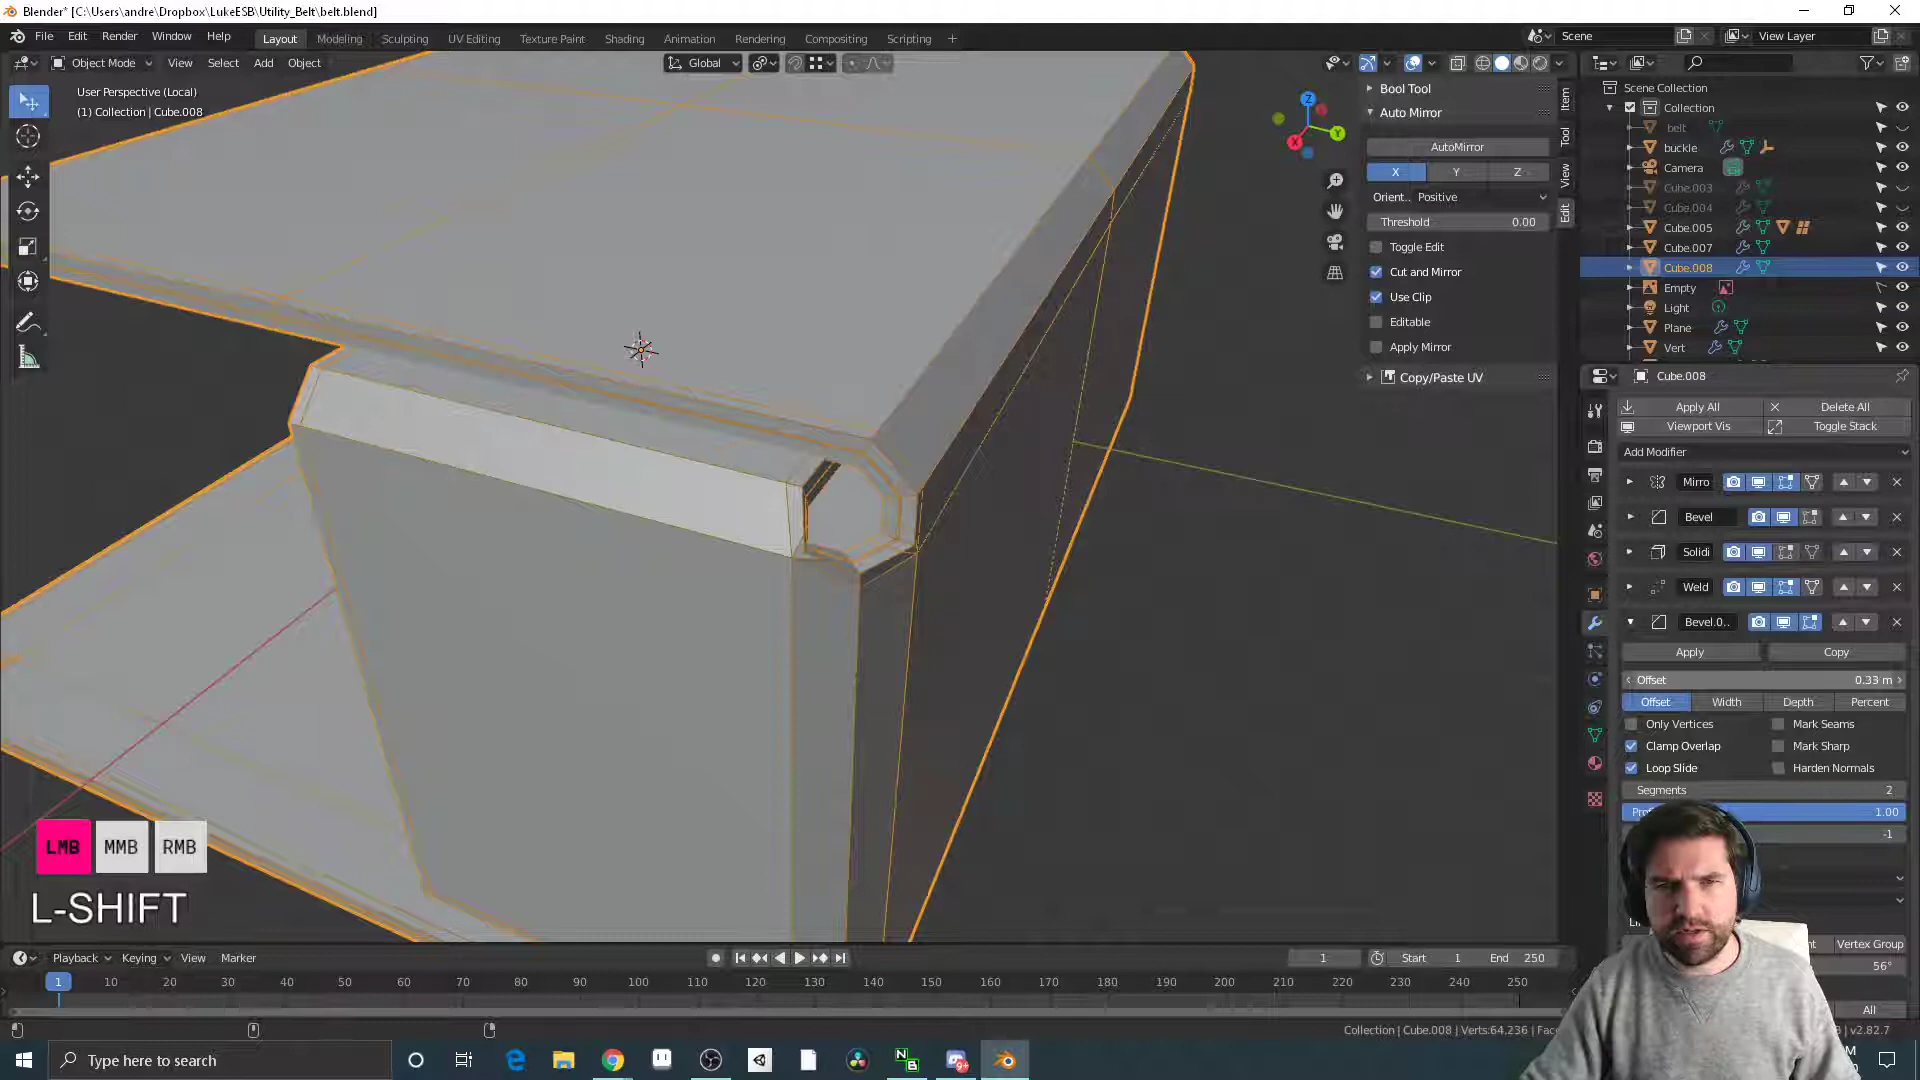 Blender* [C:\Users\andre\Dropbox\LukeESB\Utility_Belt\belt.blend]
File Edit Render Window Help
Layout Modeling Sculpting UV Editing Texture Paint Shading Animation Rendering Compositing Scripting
Scene
View Layer
Object Mode View Select Add Object
Global
User Perspective (Local)
(1) Collection | Cube.008
Z
Y
X
Bool Tool
Auto Mirror
AutoMirror
X Y Z
Orient.. Positive
Threshold 0.00
Toggle Edit
Cut and Mirror
Use Clip
Editable
Apply Mirror
Copy/Paste UV
Item
Tool
View
Edit
Scene Collection
Collection
belt
buckle
Camera
Cube.003
Cube.004
Cube.005
Cube.007
Cube.008
Empty
Light
Plane
Vert
Cube.008
Apply All Delete All
Viewport Vis Toggle Stack
Add Modifier
Mirro
Bevel
Solidi
Weld
Bevel.0..
Apply Copy
Offset 0.33 m
Offset Width Depth Percent
Only Vertices Mark Seams
Clamp Overlap Mark Sharp
Loop Slide Harden Normals
Segments 2
1.00
-1
Vertex Group
56°
All
LMB MMB RMB
L-SHIFT
Playback Keying View Marker
1 Start 1 End 250
1 10 20 30 40 50 60 70 80 90 100 110 120 130 140 150 160 170 180 190 200 210 220 230 240 250
Collection | Cube.008 | Verts:64,236 |
v2.82.7
Type here to search